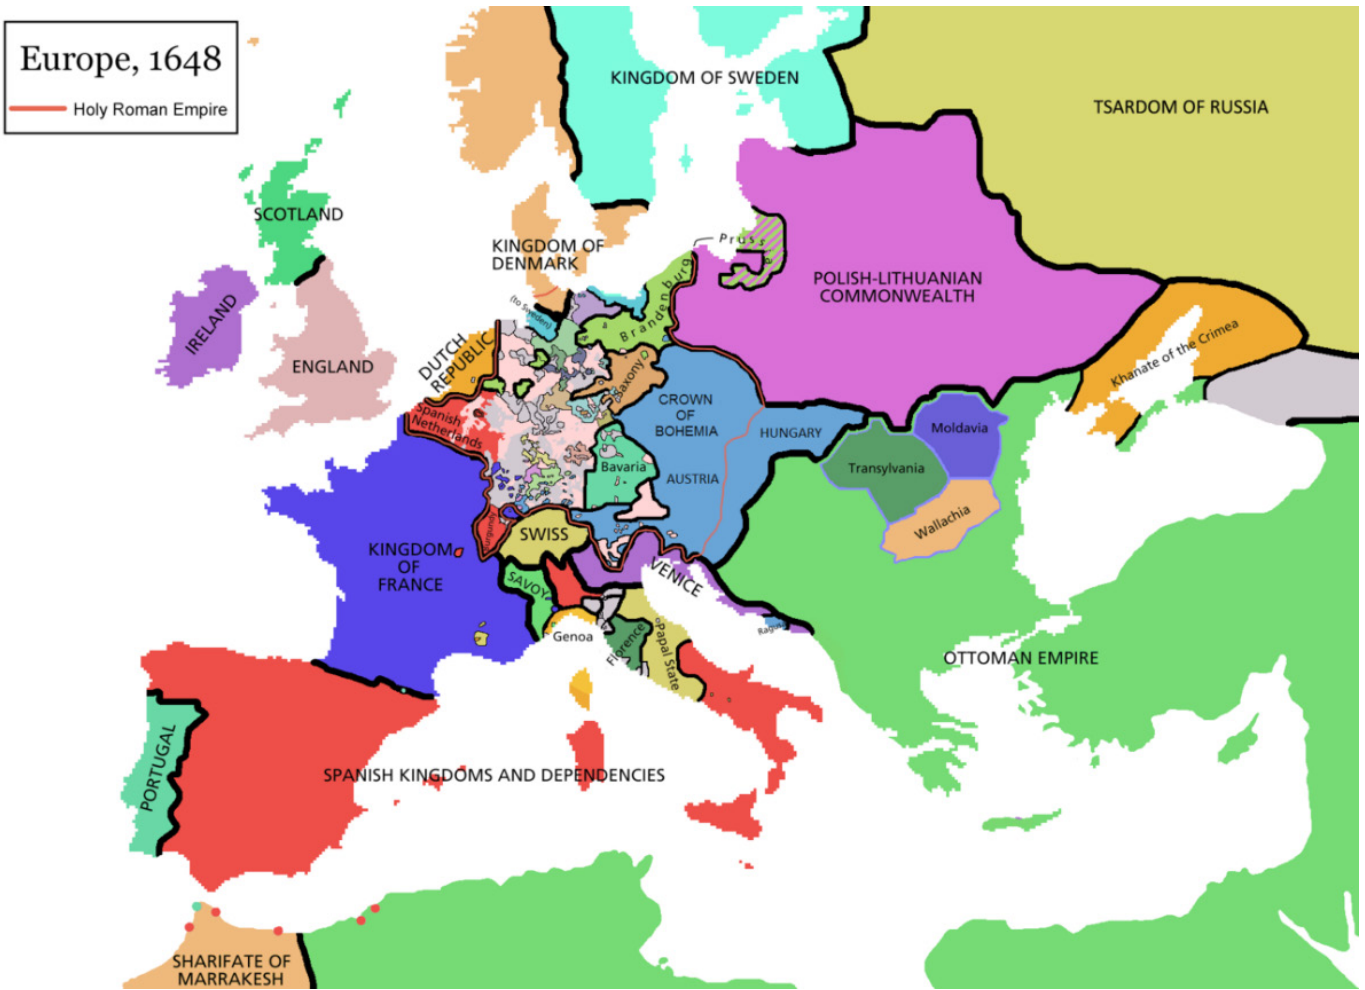 Europe, 1648
Holy Roman Empire
KINGDOM OF SWEDEN
TSARDOM OF RUSSIA
SCOTLAND
KINGDOM OF
DENMARK
Prussia
POLISH-LITHUANIAN
COMMONWEALTH
IRELAND
(to Sweden)
Brandenburg
ENGLAND
DUTCH
REPUBLIC
Khanate of the Crimea
Saxony
Spanish
Netherlands
CROWN
OF
BOHEMIA
HUNGARY
Moldavia
Bavaria
AUSTRIA
Transylvania
Wallachia
Burgundy
SWISS
KINGDOM
OF
FRANCE
SAVOY
VENICE
Genoa
Florence
Papal State
Ragusa
OTTOMAN EMPIRE
PORTUGAL
SPANISH KINGDOMS AND DEPENDENCIES
SHARIFATE OF
MARRAKESH